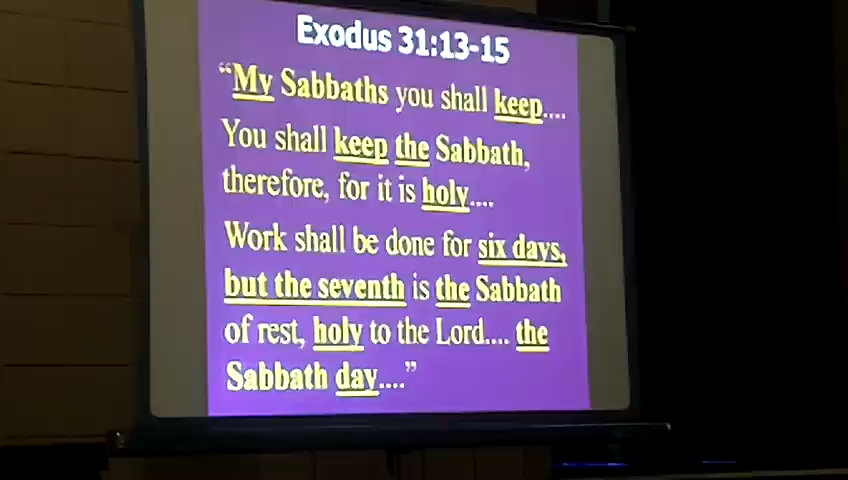 Exodus 31:13-15
“My Sabbaths you shall keep....
You shall keep the Sabbath,
therefore, for it is holy....
Work shall be done for six days,
but the seventh is the Sabbath
of rest, holy to the Lord.... the
Sabbath day....”